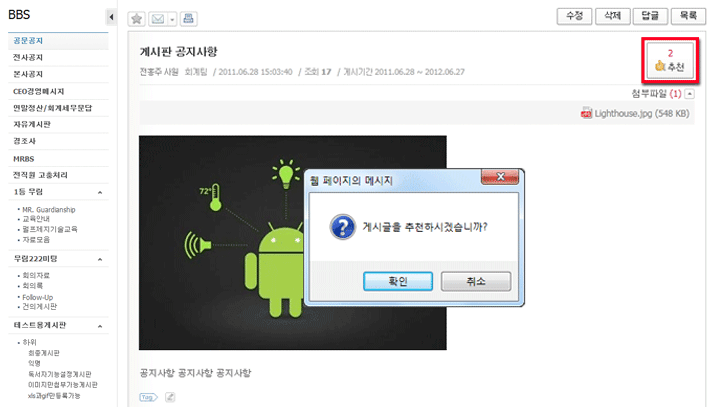 BBS
수정
삭제
답글
목록
공문공지
전사공지
본사공지
CEO경영메시지
연말정산/회계세무문답
자유게시판
경조사
MRBS
전직원 고출처리
1등 무림
MR. Guardianship
교육안내
펄프제지기술교육
자료모음
무림222미팅
회의자료
회의록
Follow-Up
건의게시판
테스트용게시판
하위
회중게시판
익명
독서자기능설정게시판
이미지만첨부가능게시판
xls과gif만등록가능
게시판 공지사항
2
추천
전홍주 사원 회계팀 / 2011.06.28 15:03:40 / 조회 17 / 게시기간 2011.06.28 ~ 2012.06.27
첨부파일 (1)
Lighthouse.jpg (548 KB)
72°
웹 페이지의 메시지
게시글을 추천하시겠습니까?
확인
취소
공지사항 공지사항 공지사항
Tag